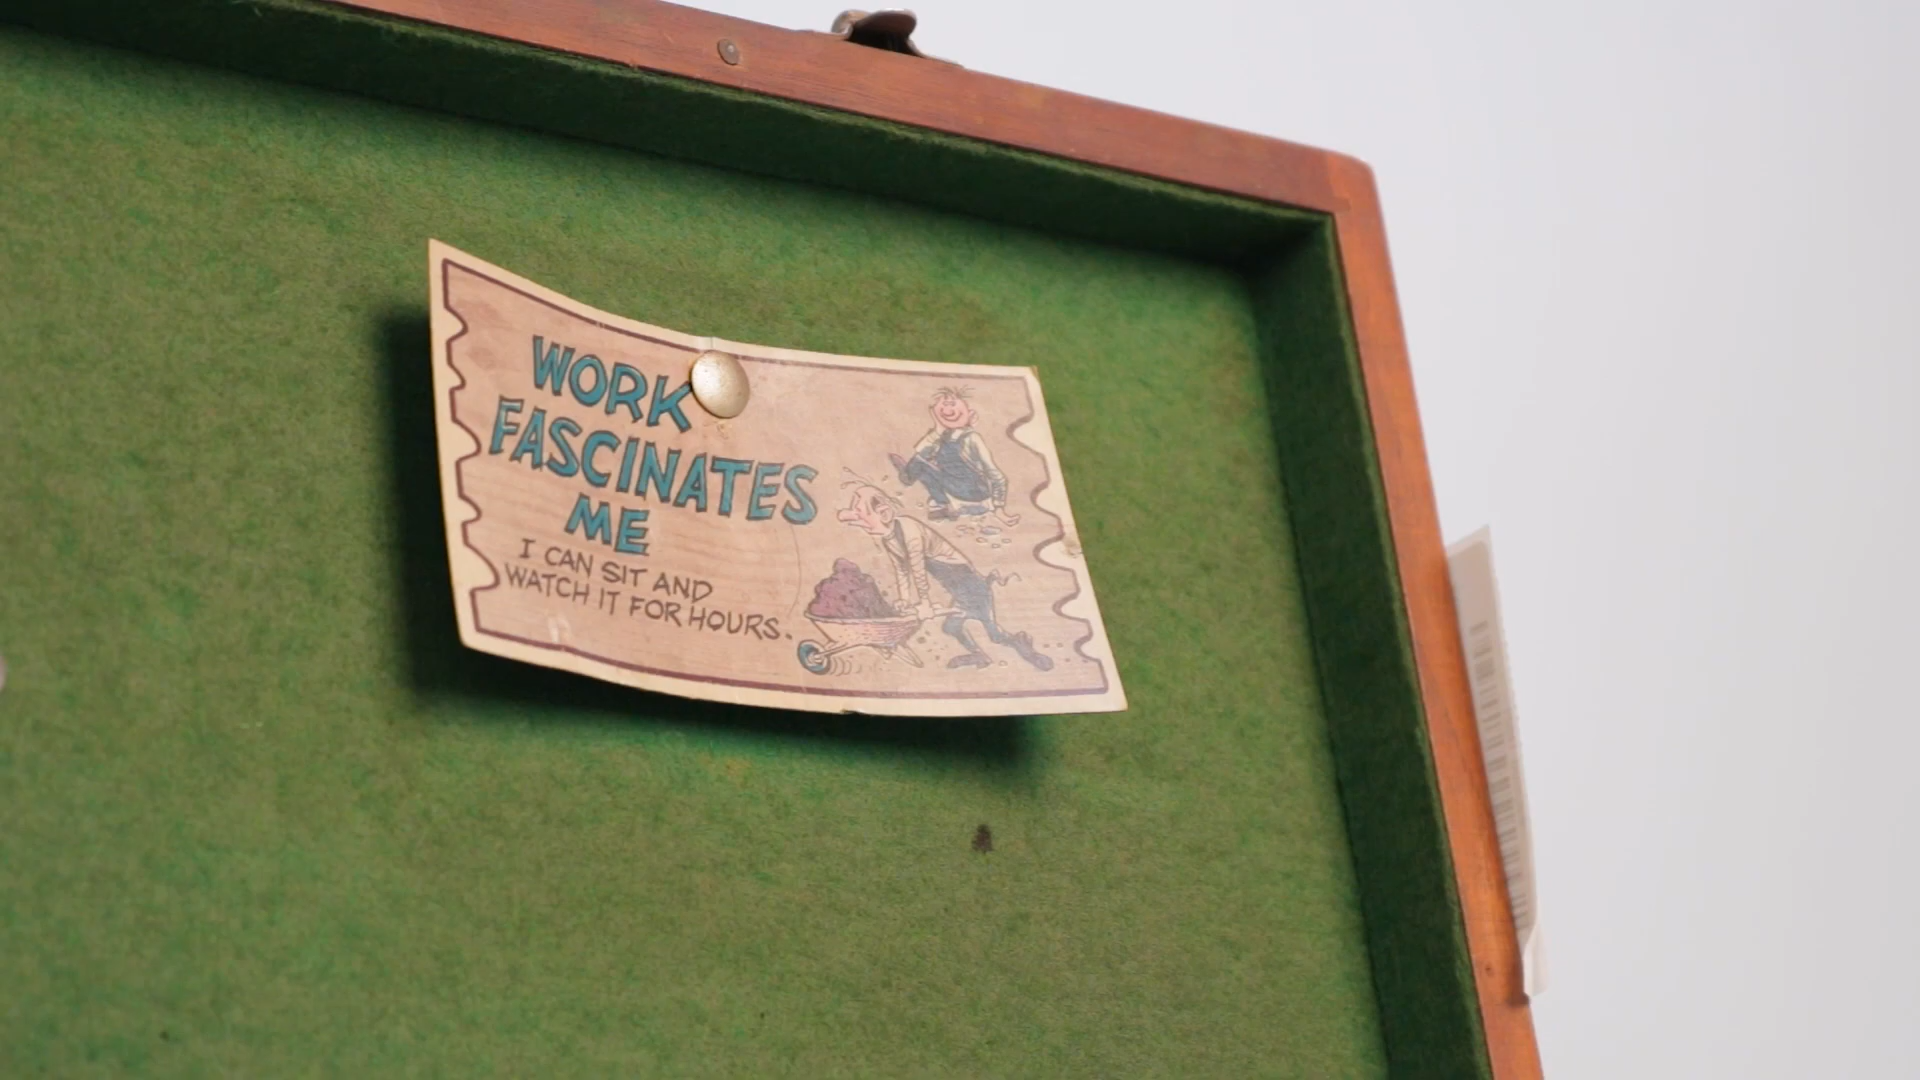 WORK
FASCINATES
ME
I CAN SIT AND
WATCH IT FOR HOURS.